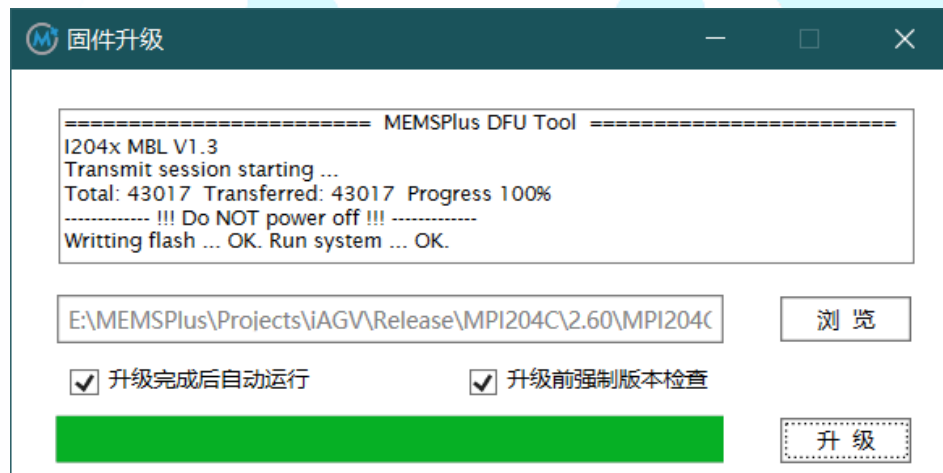 固件升级
======================== MEMSPlus DFU Tool ========================
I204x MBL V1.3
Transmit session starting ...
Total: 43017 Transferred: 43017 Progress 100%
------------- !!! Do NOT power off !!! -------------
Writting flash ... OK. Run system ... OK.
E:\MEMSPlus\Projects\iAGV\Release\MPI204C\2.60\MPI204C
浏 览
升级完成后自动运行
升级前强制版本检查
升 级